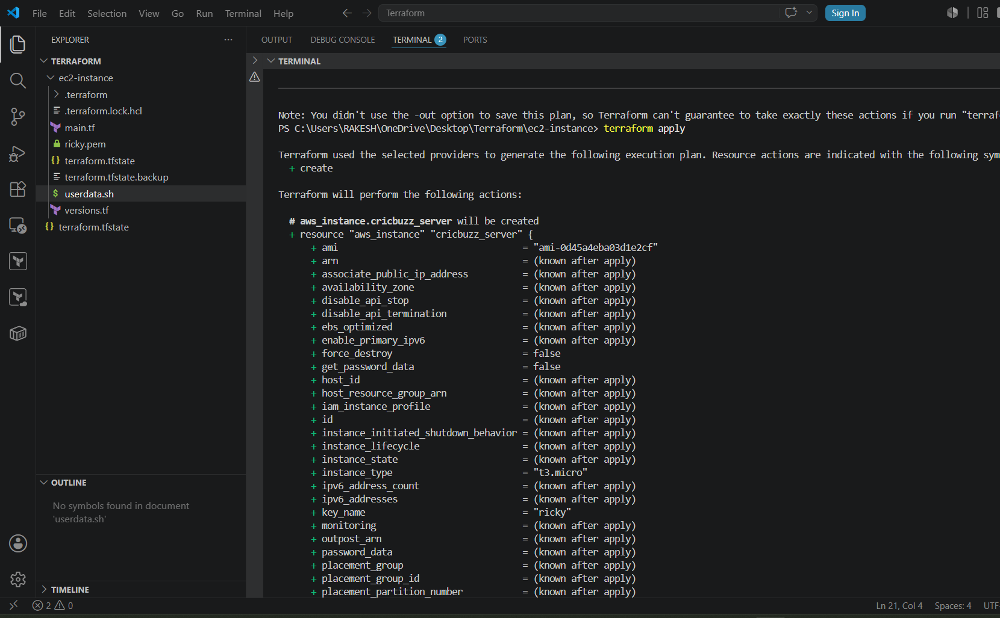 File Edit Selection View Go Run Terminal Help
Terraform
Sign In
EXPLORER
TERRAFORM
ec2-instance
.terraform
.terraform.lock.hcl
main.tf
ricky.pem
terraform.tfstate
terraform.tfstate.backup
userdata.sh
versions.tf
terraform.tfstate
OUTLINE
No symbols found in document
'userdata.sh'
TIMELINE
OUTPUT DEBUG CONSOLE TERMINAL 2 PORTS
TERMINAL
Note: You didn't use the -out option to save this plan, so Terraform can't guarantee to take exactly these actions if you run "terraf
PS C:\Users\RAKESH\OneDrive\Desktop\Terraform\ec2-instance> terraform apply
Terraform used the selected providers to generate the following execution plan. Resource actions are indicated with the following sym
+ create
Terraform will perform the following actions:
# aws_instance.cricbuzz_server will be created
+ resource "aws_instance" "cricbuzz_server" {
+ ami = "ami-0d45a4eba03d1e2cf"
+ arn = (known after apply)
+ associate_public_ip_address = (known after apply)
+ availability_zone = (known after apply)
+ disable_api_stop = (known after apply)
+ disable_api_termination = (known after apply)
+ ebs_optimized = (known after apply)
+ enable_primary_ipv6 = (known after apply)
+ force_destroy = false
+ get_password_data = false
+ host_id = (known after apply)
+ host_resource_group_arn = (known after apply)
+ iam_instance_profile = (known after apply)
+ id = (known after apply)
+ instance_initiated_shutdown_behavior = (known after apply)
+ instance_lifecycle = (known after apply)
+ instance_state = (known after apply)
+ instance_type = "t3.micro"
+ ipv6_address_count = (known after apply)
+ ipv6_addresses = (known after apply)
+ key_name = "ricky"
+ monitoring = (known after apply)
+ outpost_arn = (known after apply)
+ password_data = (known after apply)
+ placement_group = (known after apply)
+ placement_group_id = (known after apply)
+ placement_partition_number = (known after apply)
2 0
Ln 21, Col 4 Spaces: 4 UTF-